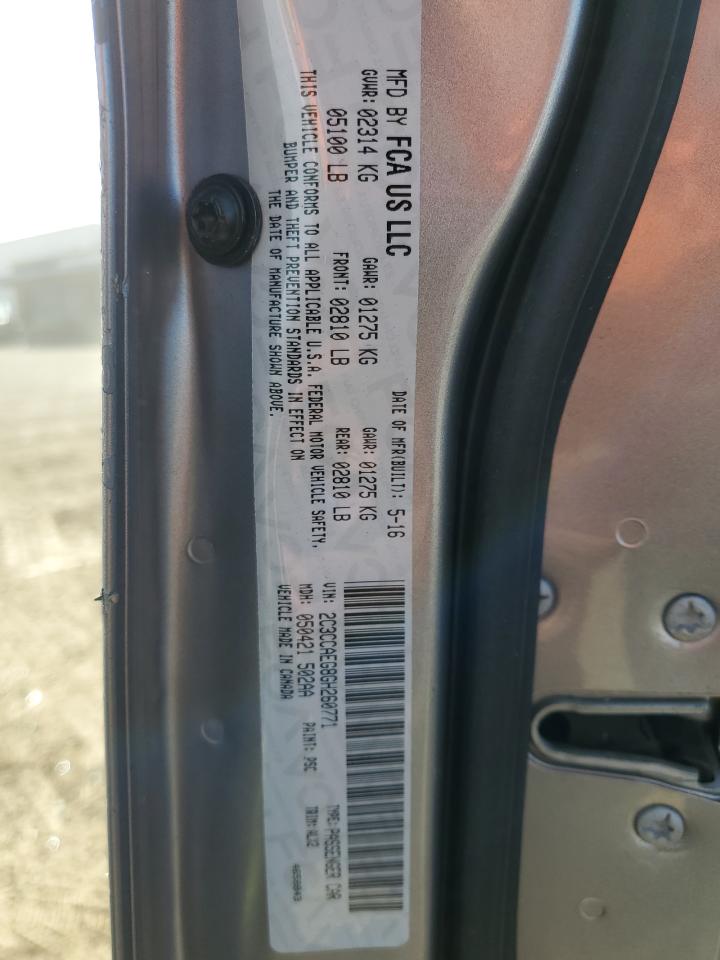 MFD BY FCA US LLC
DATE OF MFR(BUILT): 5-16
GVWR: 02314 KG
GAWR: 01275 KG
GAWR: 01275 KG
05100 LB
FRONT: 02810 LB
REAR: 02810 LB
THIS VEHICLE CONFORMS TO ALL APPLICABLE U.S.A. FEDERAL MOTOR VEHICLE SAFETY,
BUMPER AND THEFT PREVENTION STANDARDS IN EFFECT ON
THE DATE OF MANUFACTURE SHOWN ABOVE.
VIN: 2C3CCAEG8GH260771
TYPE: PASSENGER CAR
MDH: 050421 502AA
PAINT: PSC
TRIM:
VEHICLE MADE IN CANADA